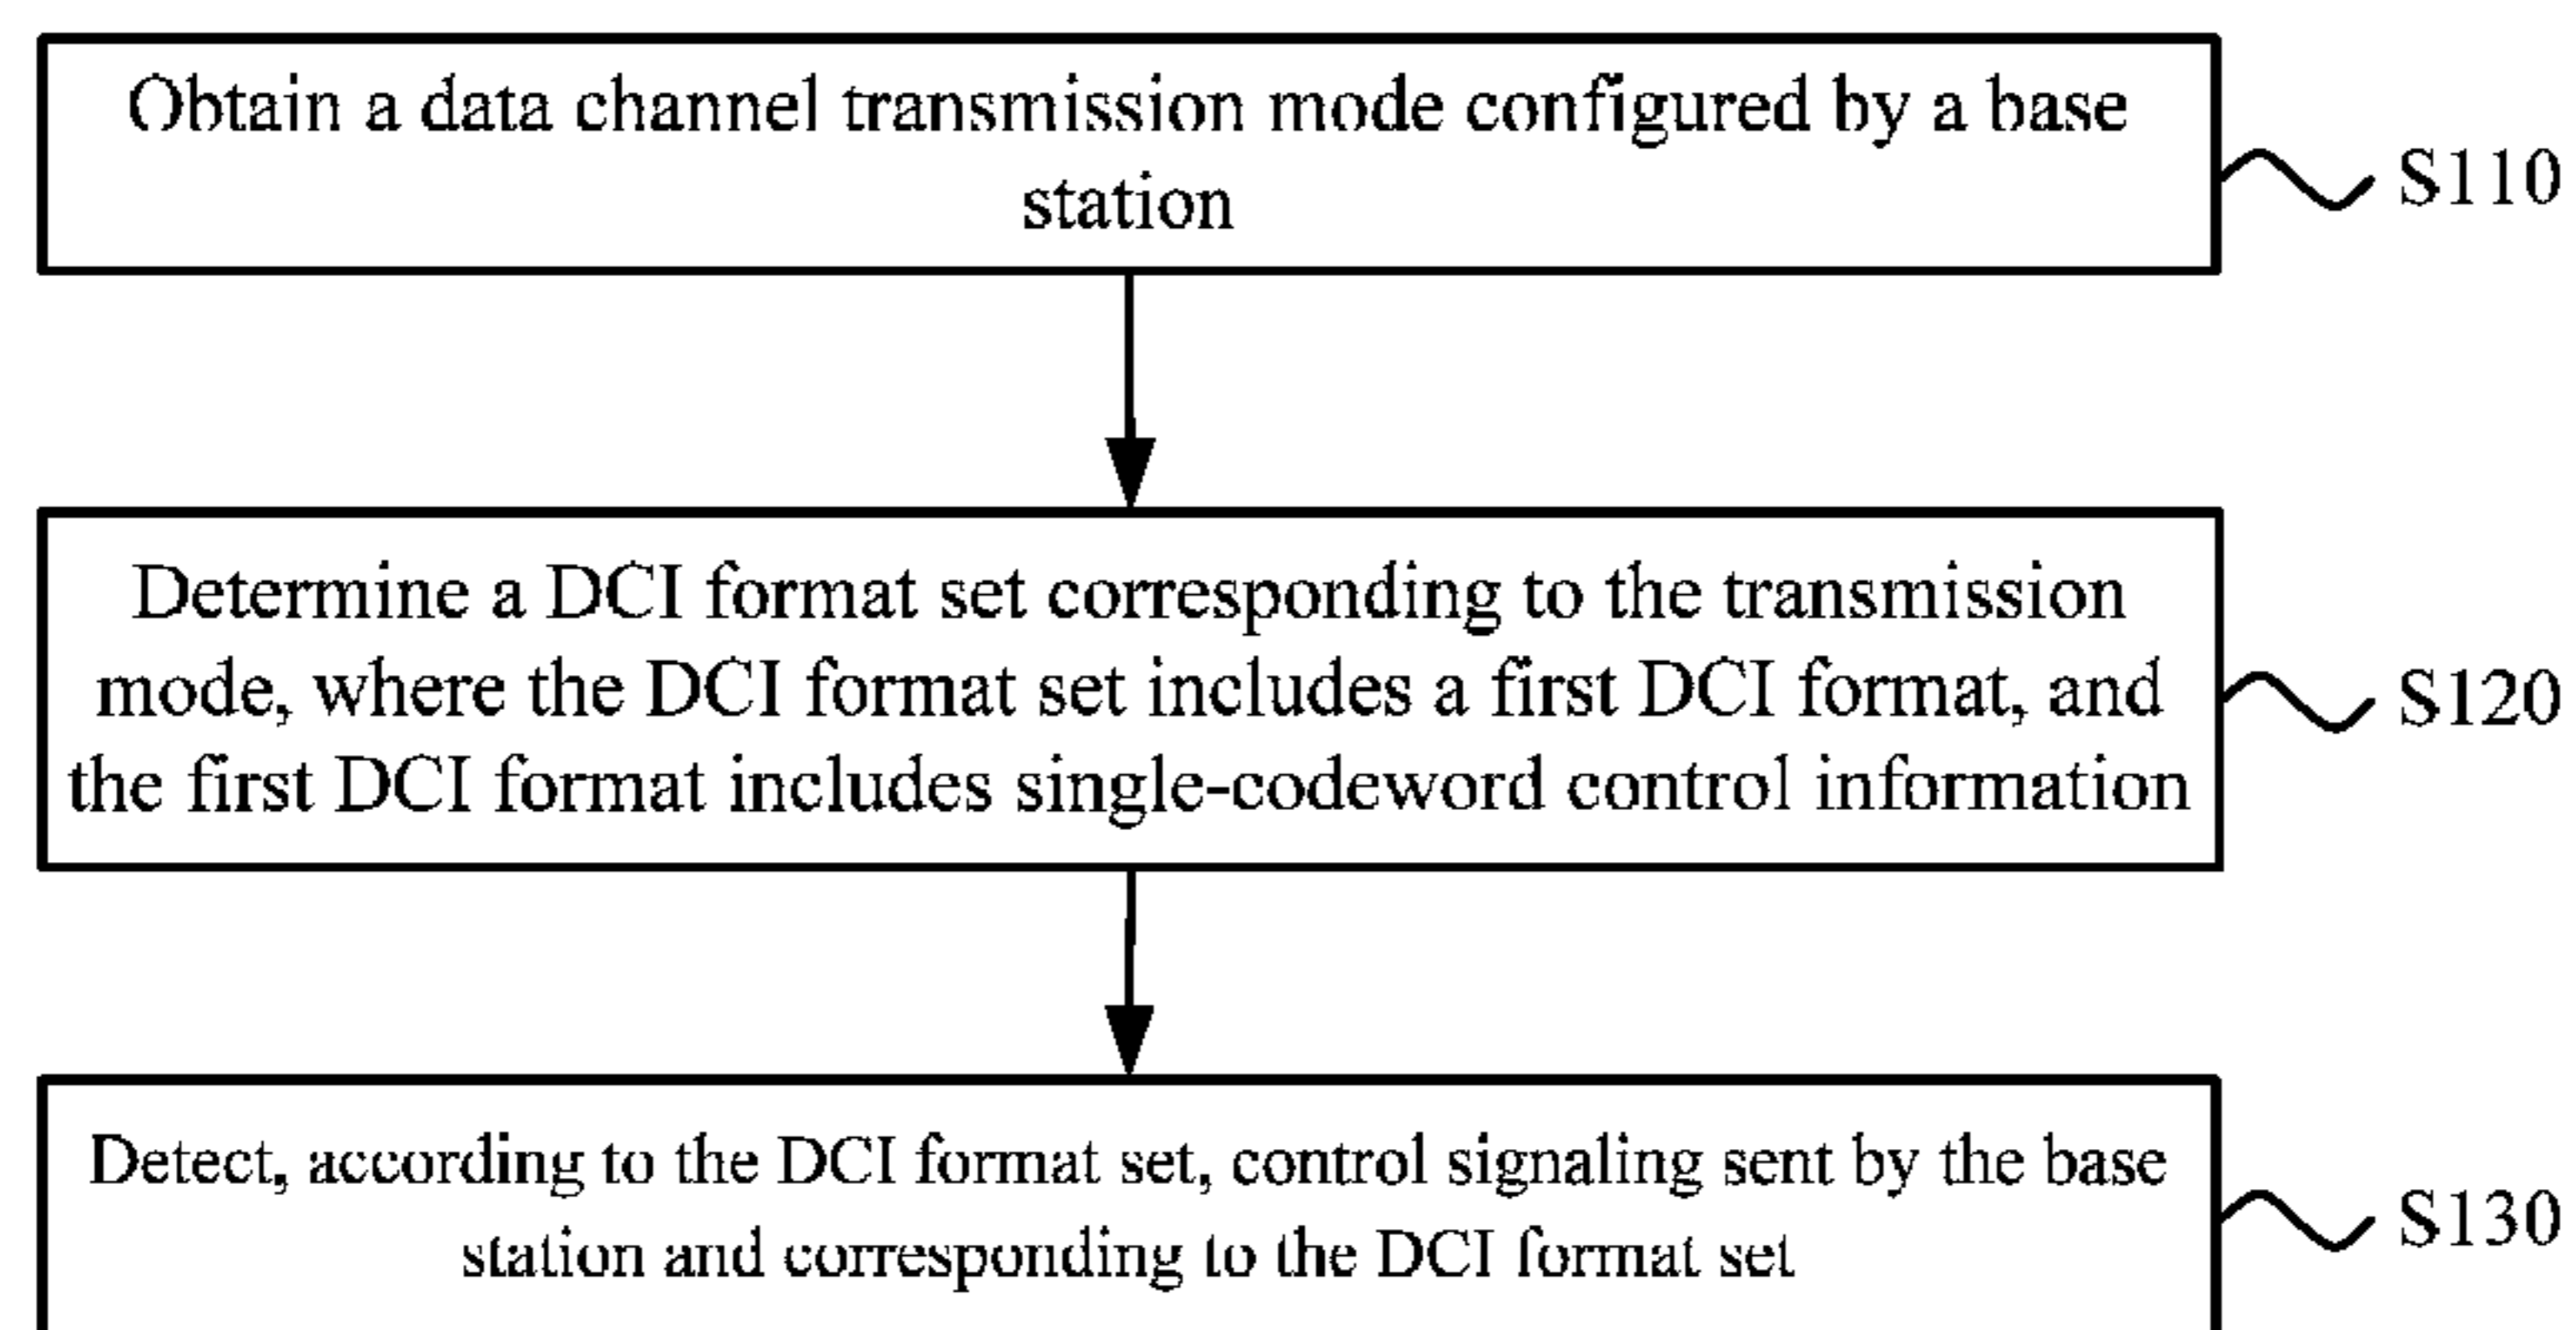 Obtain a data channel transmission mode configured by a base
station
S110
Determine a DCI format set corresponding to the transmission
mode, where the DCI format set includes a first DCI format, and
the first DCI format includes single-codeword control information
S120
Detect, according to the DCI format set, control signaling sent by the base
station and corresponding to the DCI format set
S130